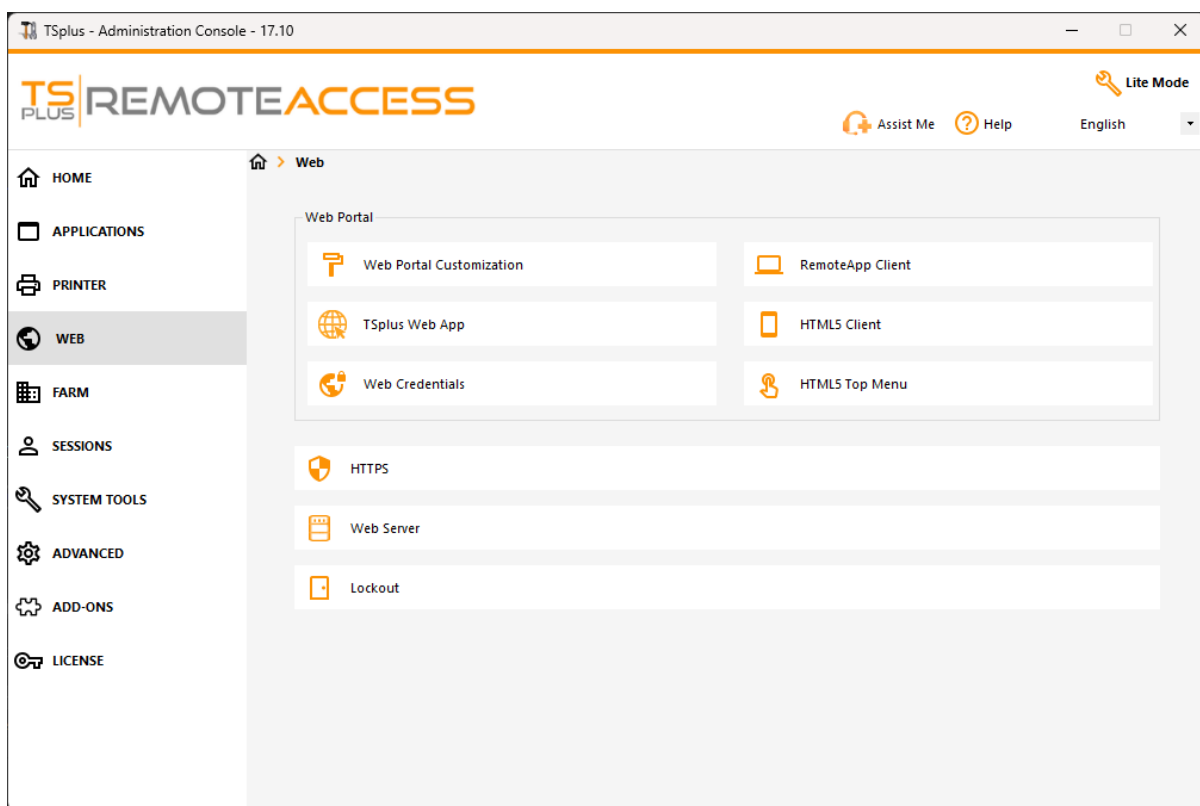 TSplus - Administration Console - 17.10
TS PLUS REMOTEACCESS
Lite Mode
Assist Me
Help
English
HOME
APPLICATIONS
PRINTER
WEB
FARM
SESSIONS
SYSTEM TOOLS
ADVANCED
ADD-ONS
LICENSE
> Web
Web Portal
Web Portal Customization
RemoteApp Client
TSplus Web App
HTML5 Client
Web Credentials
HTML5 Top Menu
HTTPS
Web Server
Lockout